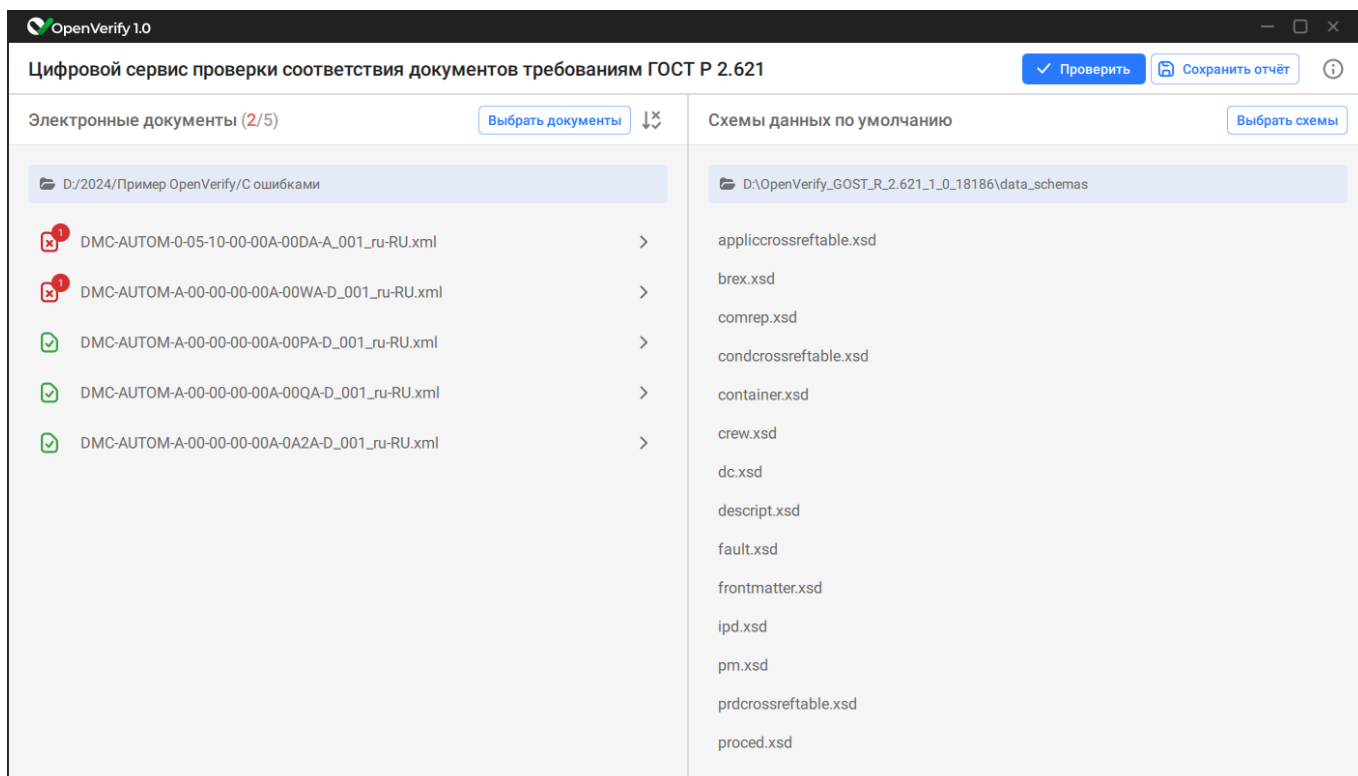 OpenVerify 1.0
Цифровой сервис проверки соответствия документов требованиям ГОСТ Р 2.621
Проверить
Сохранить отчёт
Электронные документы (2/5)
Выбрать документы
D:/2024/Пример OpenVerify/С ошибками
1
DMC-AUTOM-0-05-10-00-00A-00DA-A_001_ru-RU.xml
1
DMC-AUTOM-A-00-00-00-00A-00WA-D_001_ru-RU.xml
DMC-AUTOM-A-00-00-00-00A-00PA-D_001_ru-RU.xml
DMC-AUTOM-A-00-00-00-00A-00QA-D_001_ru-RU.xml
DMC-AUTOM-A-00-00-00-00A-0A2A-D_001_ru-RU.xml
Схемы данных по умолчанию
Выбрать схемы
D:\OpenVerify_GOST_R_2.621_1_0_18186\data_schemas
appliccrossreftable.xsd
brex.xsd
comrep.xsd
condcrossreftable.xsd
container.xsd
crew.xsd
dc.xsd
descript.xsd
fault.xsd
frontmatter.xsd
ipd.xsd
pm.xsd
prdcrossreftable.xsd
proced.xsd